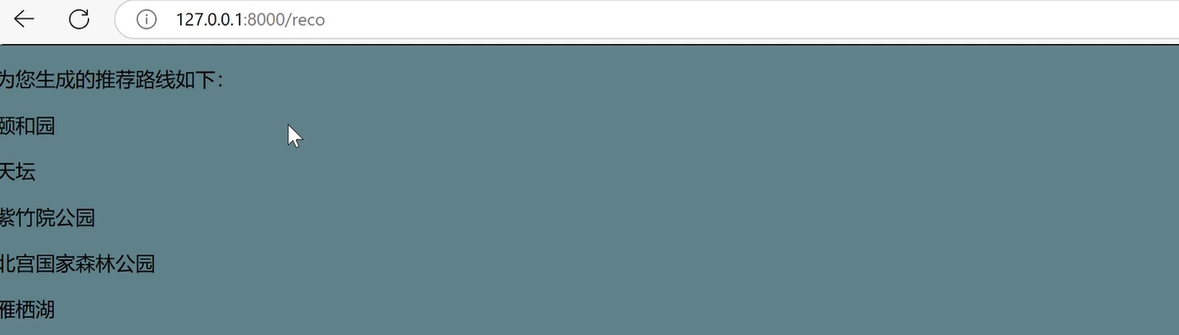 127.0.0.1:8000/reco
为您生成的推荐路线如下：
颐和园
天坛
紫竹院公园
北宫国家森林公园
雁栖湖